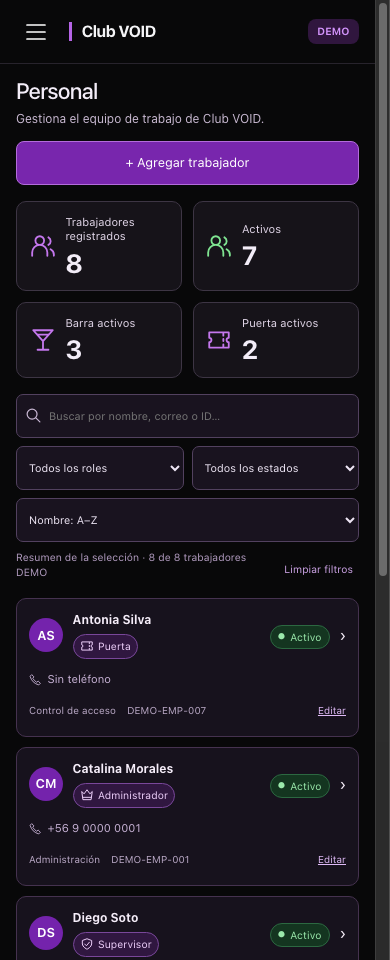 Club VOID
DEMO
Personal
Gestiona el equipo de trabajo de Club VOID.
+ Agregar trabajador
Trabajadores
registrados
8
Activos
7
Barra activos
3
Puerta activos
2
Buscar por nombre, correo o ID...
Todos los roles
Todos los estados
Nombre: A–Z
Resumen de la selección · 8 de 8 trabajadores
DEMO
Limpiar filtros
AS
Antonia Silva
Puerta
Activo
Sin teléfono
Control de acceso DEMO-EMP-007
Editar
CM
Catalina Morales
Administrador
Activo
+56 9 0000 0001
Administración DEMO-EMP-001
Editar
DS
Diego Soto
Supervisor
Activo